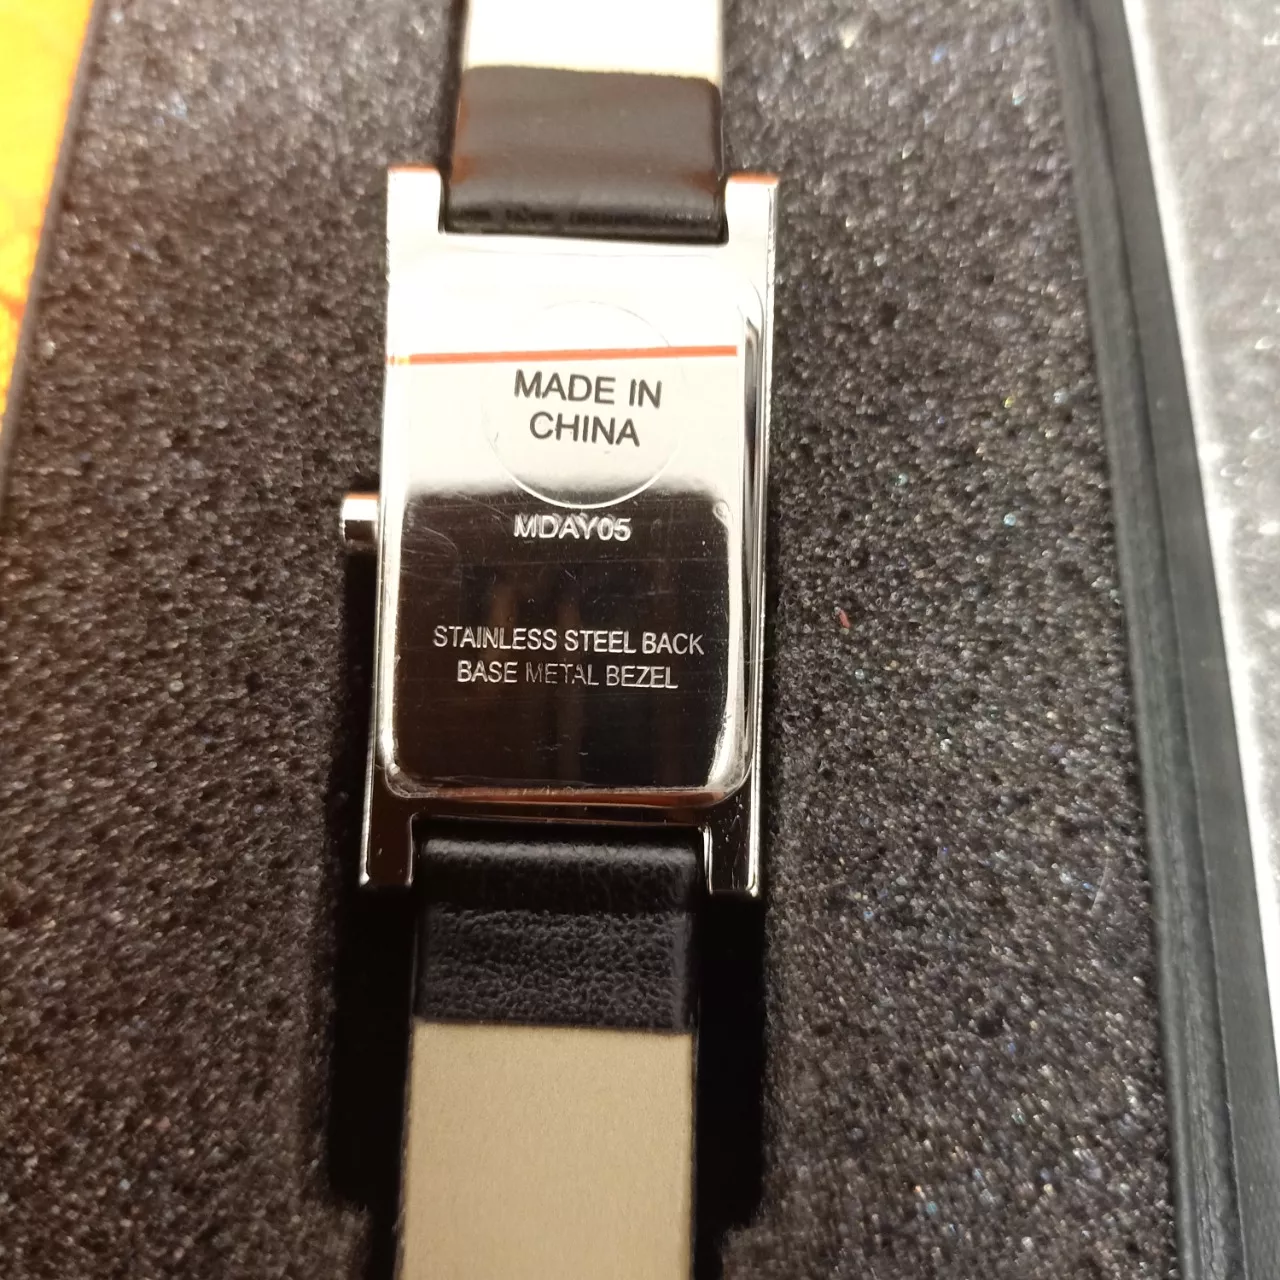 MADE IN
CHINA
MDAY05
STAINLESS STEEL BACK
BASE METAL BEZEL